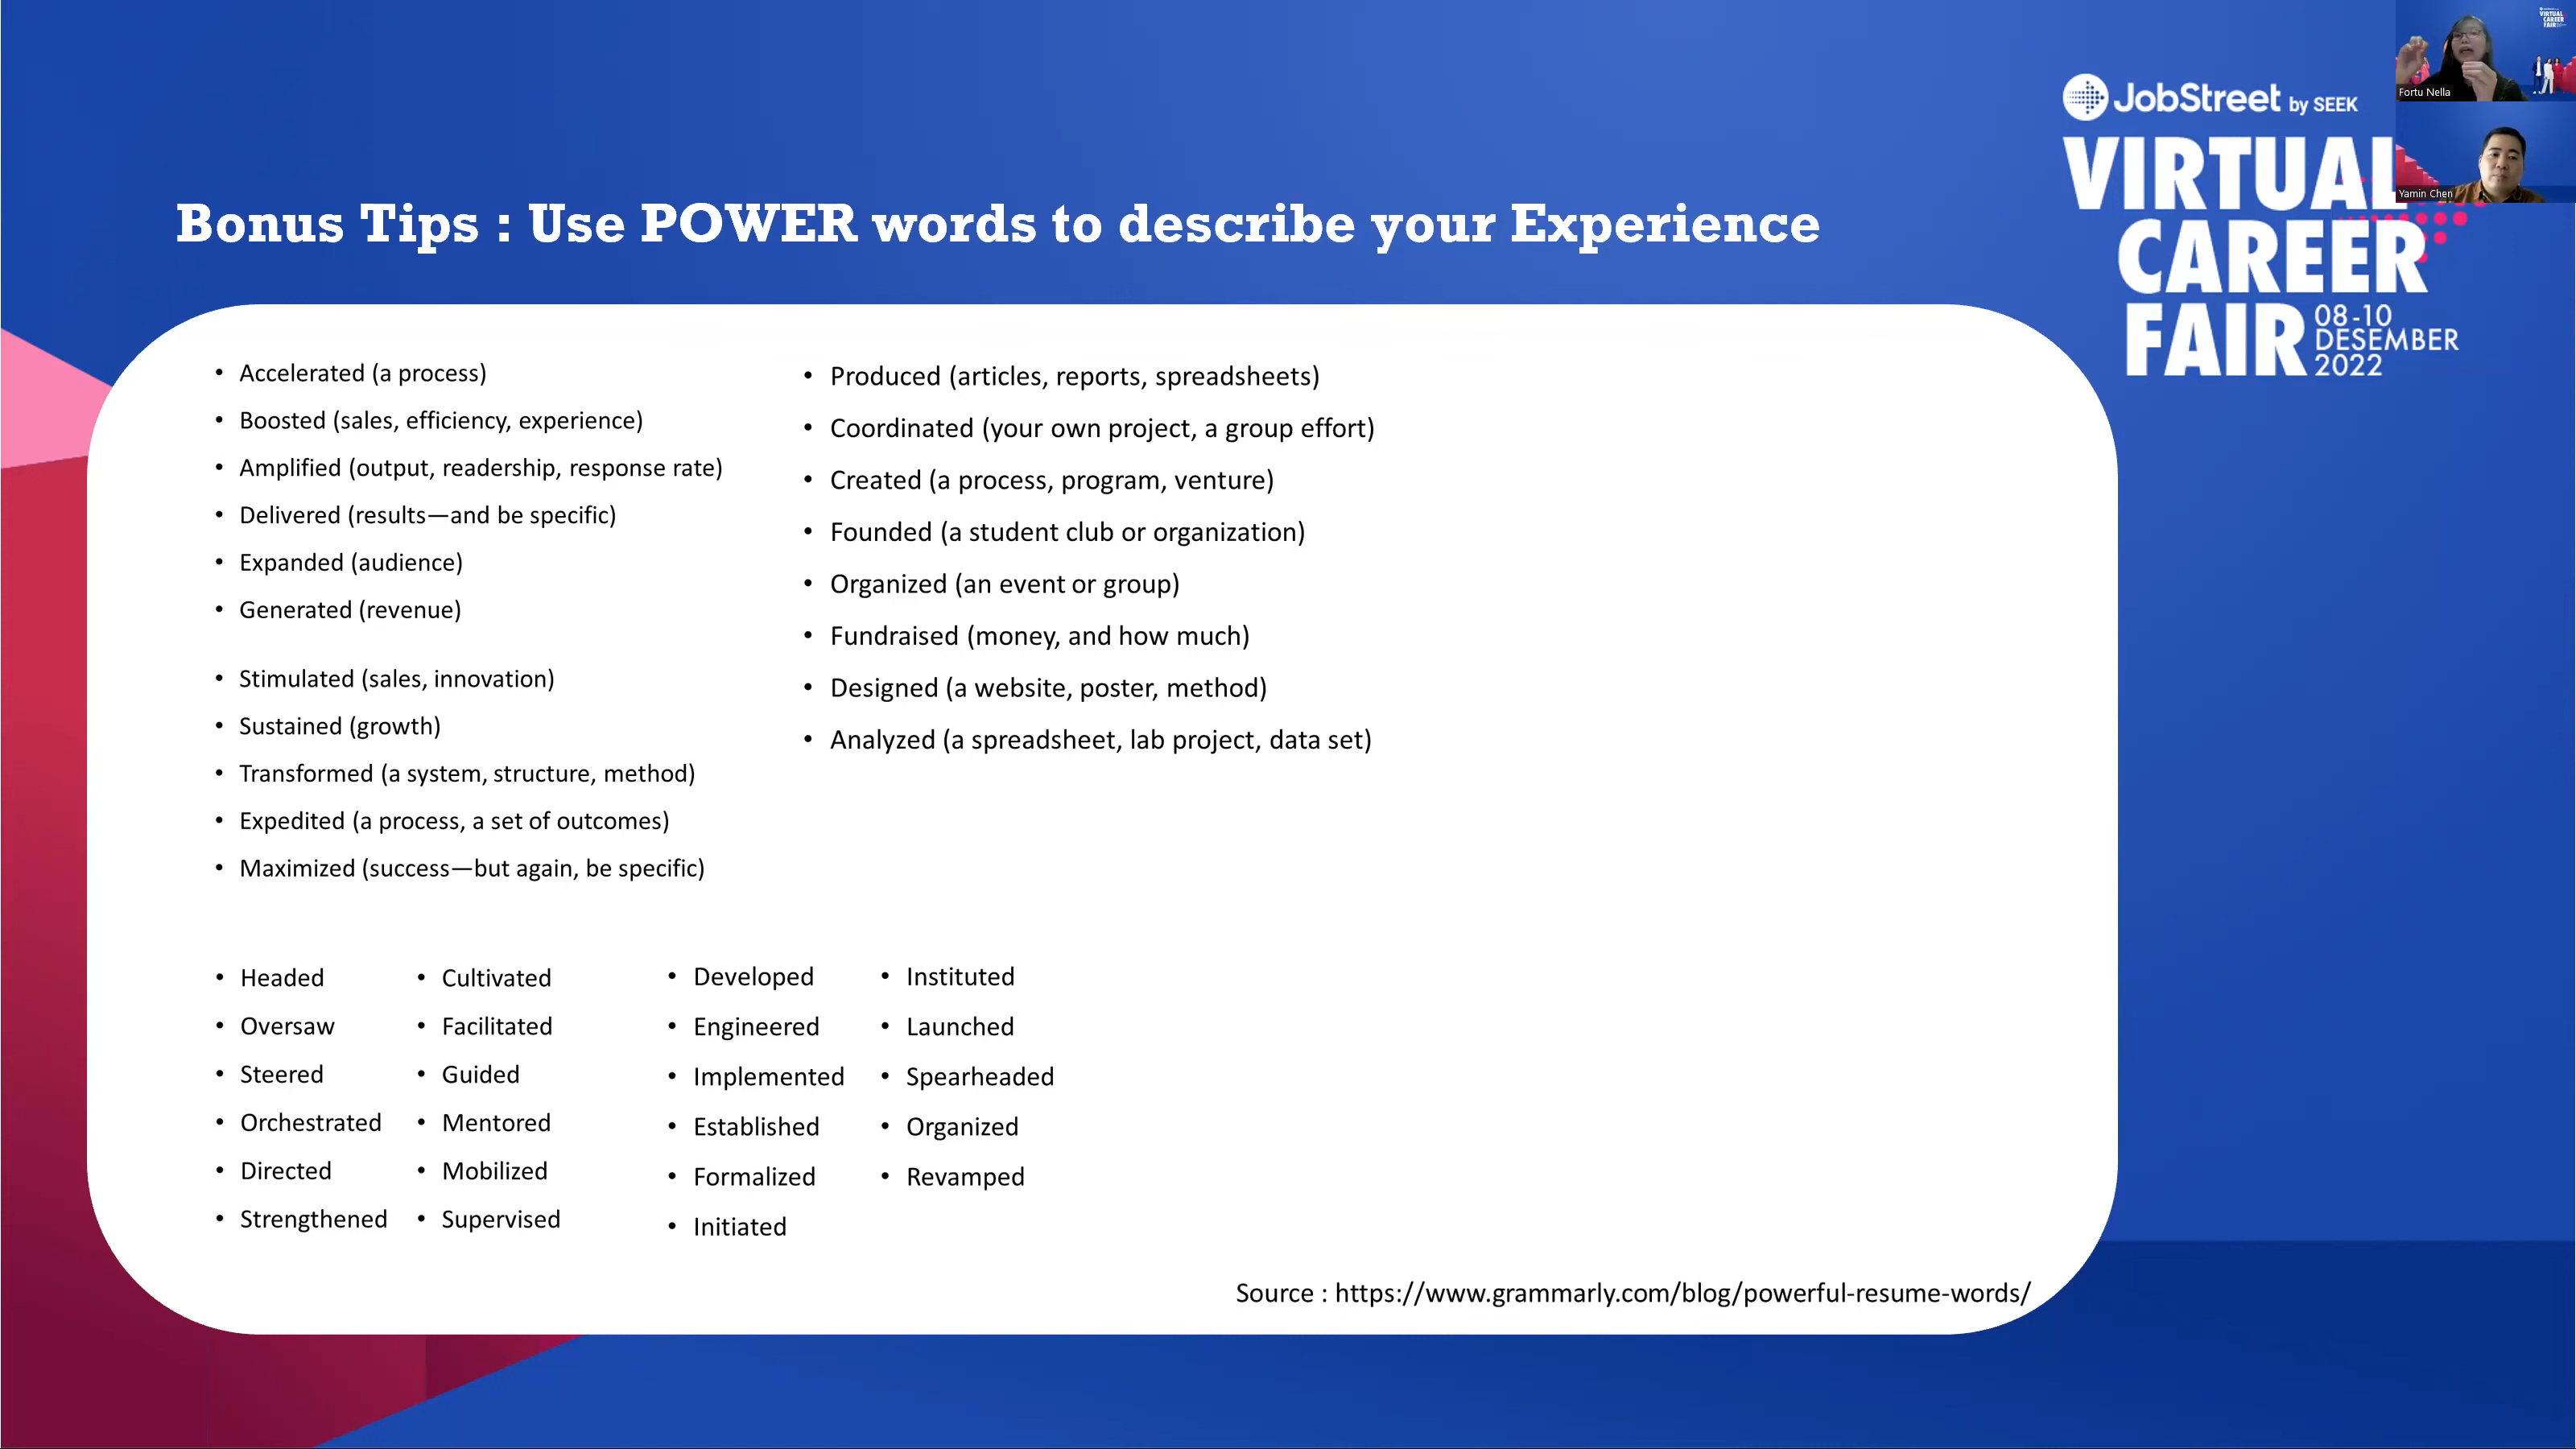 JobStreet by SEEK
VIRTUAL
CAREER
FAIR
08-10
DESEMBER
2022
VIRTUAL
CAREER
FAIR
Fortu Nella
Yamin Chen
Bonus Tips : Use POWER words to describe your Experience
• Accelerated (a process)
• Boosted (sales, efficiency, experience)
• Amplified (output, readership, response rate)
• Delivered (results—and be specific)
• Expanded (audience)
• Generated (revenue)
• Stimulated (sales, innovation)
• Sustained (growth)
• Transformed (a system, structure, method)
• Expedited (a process, a set of outcomes)
• Maximized (success—but again, be specific)
• Produced (articles, reports, spreadsheets)
• Coordinated (your own project, a group effort)
• Created (a process, program, venture)
• Founded (a student club or organization)
• Organized (an event or group)
• Fundraised (money, and how much)
• Designed (a website, poster, method)
• Analyzed (a spreadsheet, lab project, data set)
• Headed
• Oversaw
• Steered
• Orchestrated
• Directed
• Strengthened
• Cultivated
• Facilitated
• Guided
• Mentored
• Mobilized
• Supervised
• Developed
• Engineered
• Implemented
• Established
• Formalized
• Initiated
• Instituted
• Launched
• Spearheaded
• Organized
• Revamped
Source : https://www.grammarly.com/blog/powerful-resume-words/